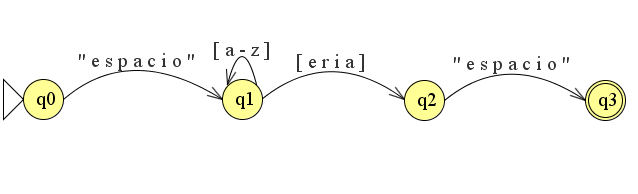 "espacio"
[a-z]
[eria]
"espacio"
q0
q1
q2
q3